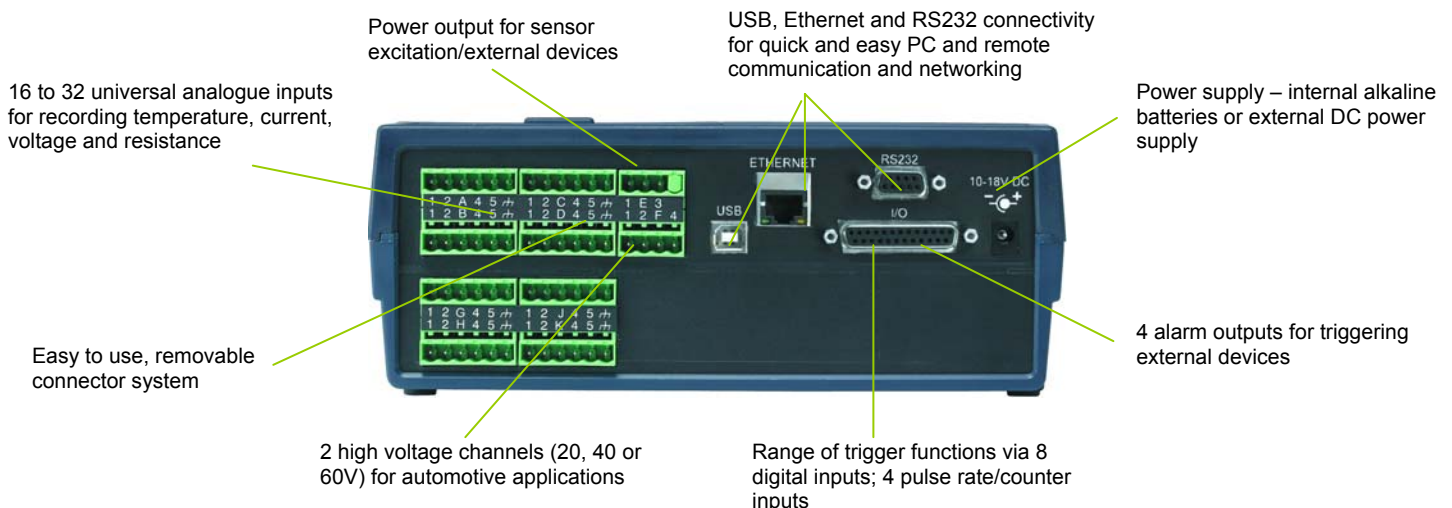 Power output for sensor
excitation/external devices
USB, Ethernet and RS232 connectivity
for quick and easy PC and remote
communication and networking
16 to 32 universal analogue inputs
for recording temperature, current,
voltage and resistance
Power supply – internal alkaline
batteries or external DC power
supply
ETHERNET
RS232
10-18V DC
USB
I/O
1 2 A 4 5
1 2 C 4 5
1 E 3
1 2 B 4 5
1 2 D 4 5
1 2 F 4
1 2 G 4 5
1 2 J 4 5
1 2 H 4 5
1 2 K 4 5
Easy to use, removable
connector system
4 alarm outputs for triggering
external devices
2 high voltage channels (20, 40 or
60V) for automotive applications
Range of trigger functions via 8
digital inputs; 4 pulse rate/counter
inputs